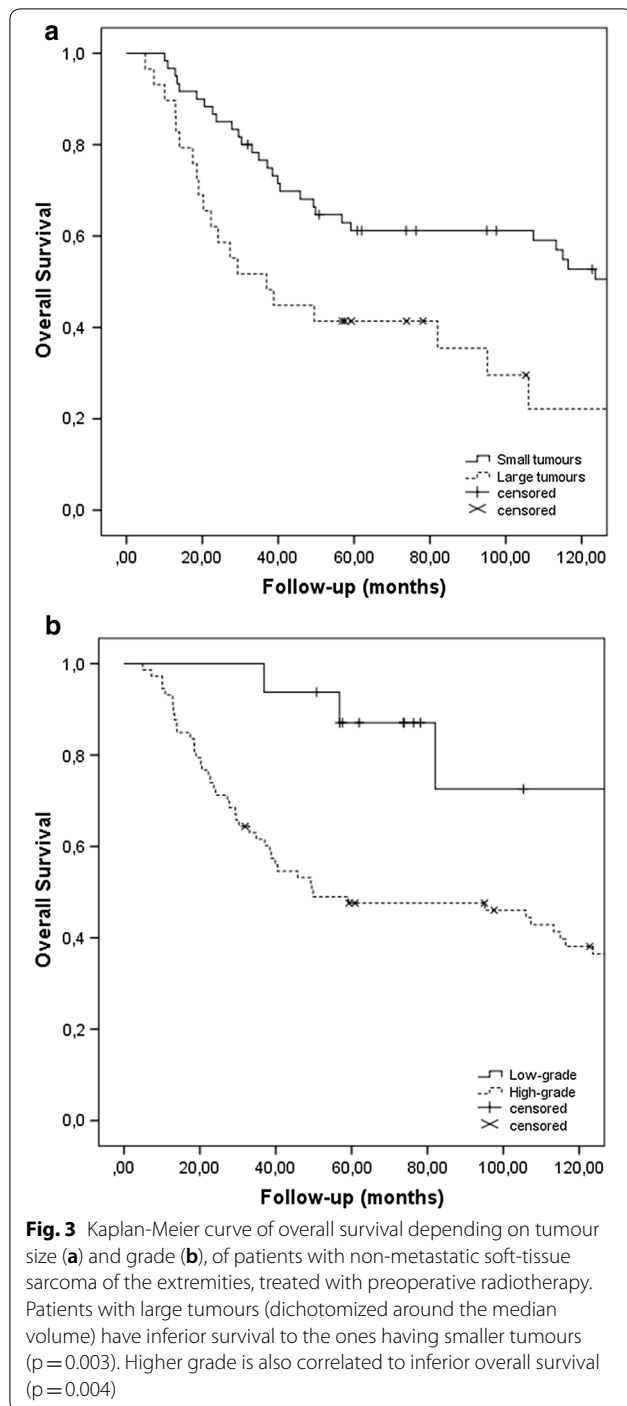 a
1,0
0,8
0,6
0,4
0,2
0,0
Overall Survival
Small tumours
Large tumours
censored
censored
,00 20,00 40,00 60,00 80,00 100,00 120,00
Follow-up (months)
b
1,0
0,8
0,6
0,4
0,2
0,0
Overall Survival
Low-grade
High-grade
censored
censored
,00 20,00 40,00 60,00 80,00 100,00 120,00
Follow-up (months)
Fig. 3 Kaplan-Meier curve of overall survival depending on tumour
size (a) and grade (b), of patients with non-metastatic soft-tissue
sarcoma of the extremities, treated with preoperative radiotherapy.
Patients with large tumours (dichotomized around the median
volume) have inferior survival to the ones having smaller tumours
(p = 0.003). Higher grade is also correlated to inferior overall survival
(p = 0.004)